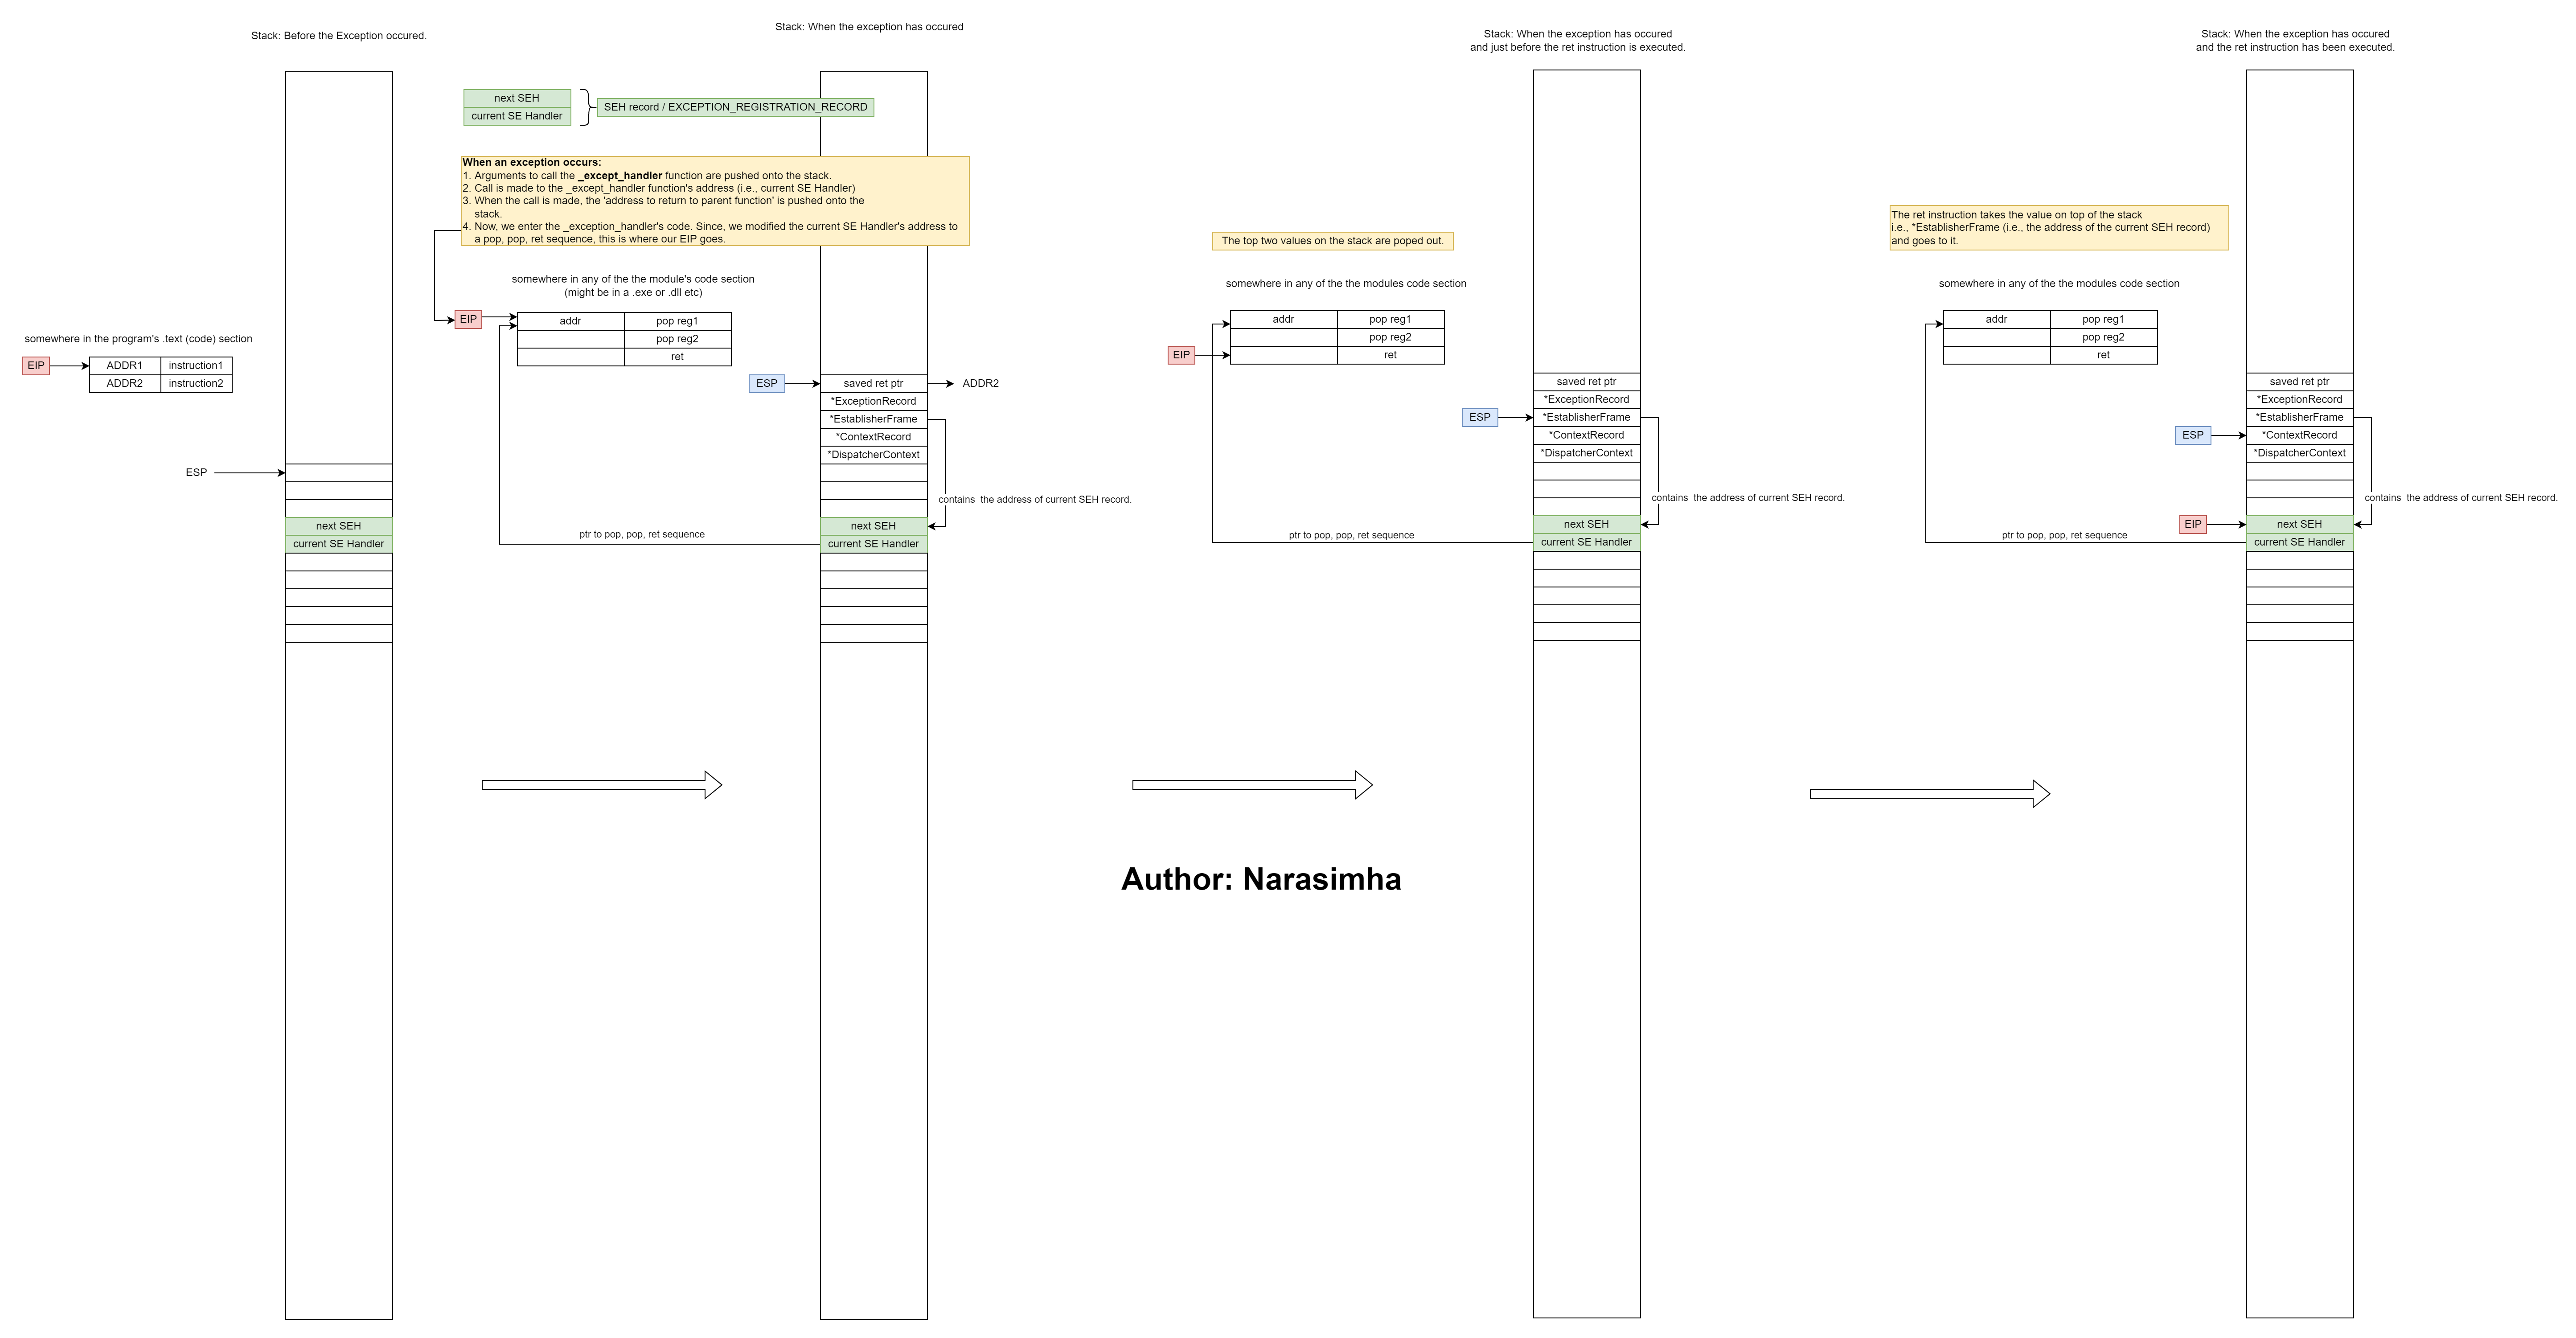 Stack: Before the Exception occured.
somewhere in the program's .text (code) section
EIP
ADDR1 instruction1
ADDR2 instruction2
ESP
next SEH
current SE Handler
Stack: When the exception has occured
next SEH
current SE Handler
SEH record / EXCEPTION_REGISTRATION_RECORD
When an exception occurs:
1. Arguments to call the _except_handler function are pushed onto the stack.
2. Call is made to the _except_handler function's address (i.e., current SE Handler)
3. When the call is made, the 'address to return to parent function' is pushed onto the
stack.
4. Now, we enter the _exception_handler's code. Since, we modified the current SE Handler's address to
a pop, pop, ret sequence, this is where our EIP goes.
somewhere in any of the the module's code section
(might be in a .exe or .dll etc)
EIP
addr pop reg1
pop reg2
ret
ESP
saved ret ptr
ADDR2
*ExceptionRecord
*EstablisherFrame
*ContextRecord
*DispatcherContext
contains the address of current SEH record.
next SEH
current SE Handler
ptr to pop, pop, ret sequence
Stack: When the exception has occured
and just before the ret instruction is executed.
The top two values on the stack are poped out.
somewhere in any of the the modules code section
addr pop reg1
pop reg2
EIP
ret
saved ret ptr
*ExceptionRecord
ESP
*EstablisherFrame
*ContextRecord
*DispatcherContext
contains the address of current SEH record.
next SEH
current SE Handler
ptr to pop, pop, ret sequence
Stack: When the exception has occured
and the ret instruction has been executed.
The ret instruction takes the value on top of the stack
i.e., *EstablisherFrame (i.e., the address of the current SEH record)
and goes to it.
somewhere in any of the the modules code section
addr pop reg1
pop reg2
ret
saved ret ptr
*ExceptionRecord
*EstablisherFrame
ESP
*ContextRecord
*DispatcherContext
contains the address of current SEH record.
EIP
next SEH
current SE Handler
ptr to pop, pop, ret sequence
Author: Narasimha